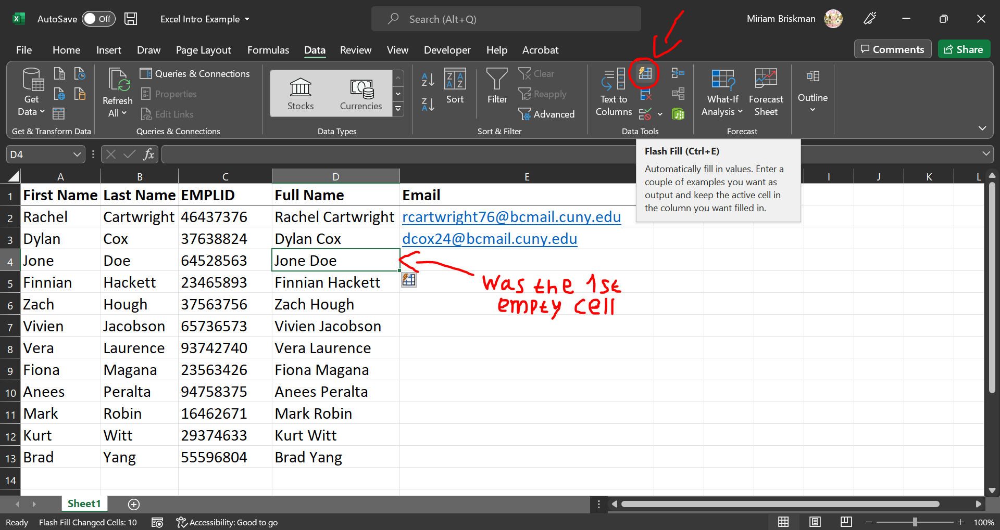 AutoSave Off Excel Intro Example Search (Alt+Q) Miriam Briskman
File Home Insert Draw Page Layout Formulas Data Review View Developer Help Acrobat Comments Share
Get Data
Refresh All
Queries & Connections
Properties
Edit Links
Stocks
Currencies
Sort
Filter
Clear
Reapply
Advanced
Text to Columns
What-If Analysis
Forecast Sheet
Outline
Get & Transform Data Queries & Connections Data Types Sort & Filter Data Tools Forecast
D4 fx
Flash Fill (Ctrl+E)
Automatically fill in values. Enter a
couple of examples you want as
output and keep the active cell in
the column you want filled in.
A B C D E I J K L
1 First Name Last Name EMPLID Full Name Email
2 Rachel Cartwright 46437376 Rachel Cartwright rcartwright76@bcmail.cuny.edu
3 Dylan Cox 37638824 Dylan Cox dcox24@bcmail.cuny.edu
4 Jone Doe 64528563 Jone Doe
5 Finnian Hackett 23465893 Finnian Hackett
was the 1st
empty cell
6 Zach Hough 37563756 Zach Hough
7 Vivien Jacobson 65736573 Vivien Jacobson
8 Vera Laurence 93742740 Vera Laurence
9 Fiona Magana 23563426 Fiona Magana
10 Anees Peralta 94758375 Anees Peralta
11 Mark Robin 16462671 Mark Robin
12 Kurt Witt 29374633 Kurt Witt
13 Brad Yang 55596804 Brad Yang
14
Sheet1
Ready Flash Fill Changed Cells: 10 Accessibility: Good to go 100%